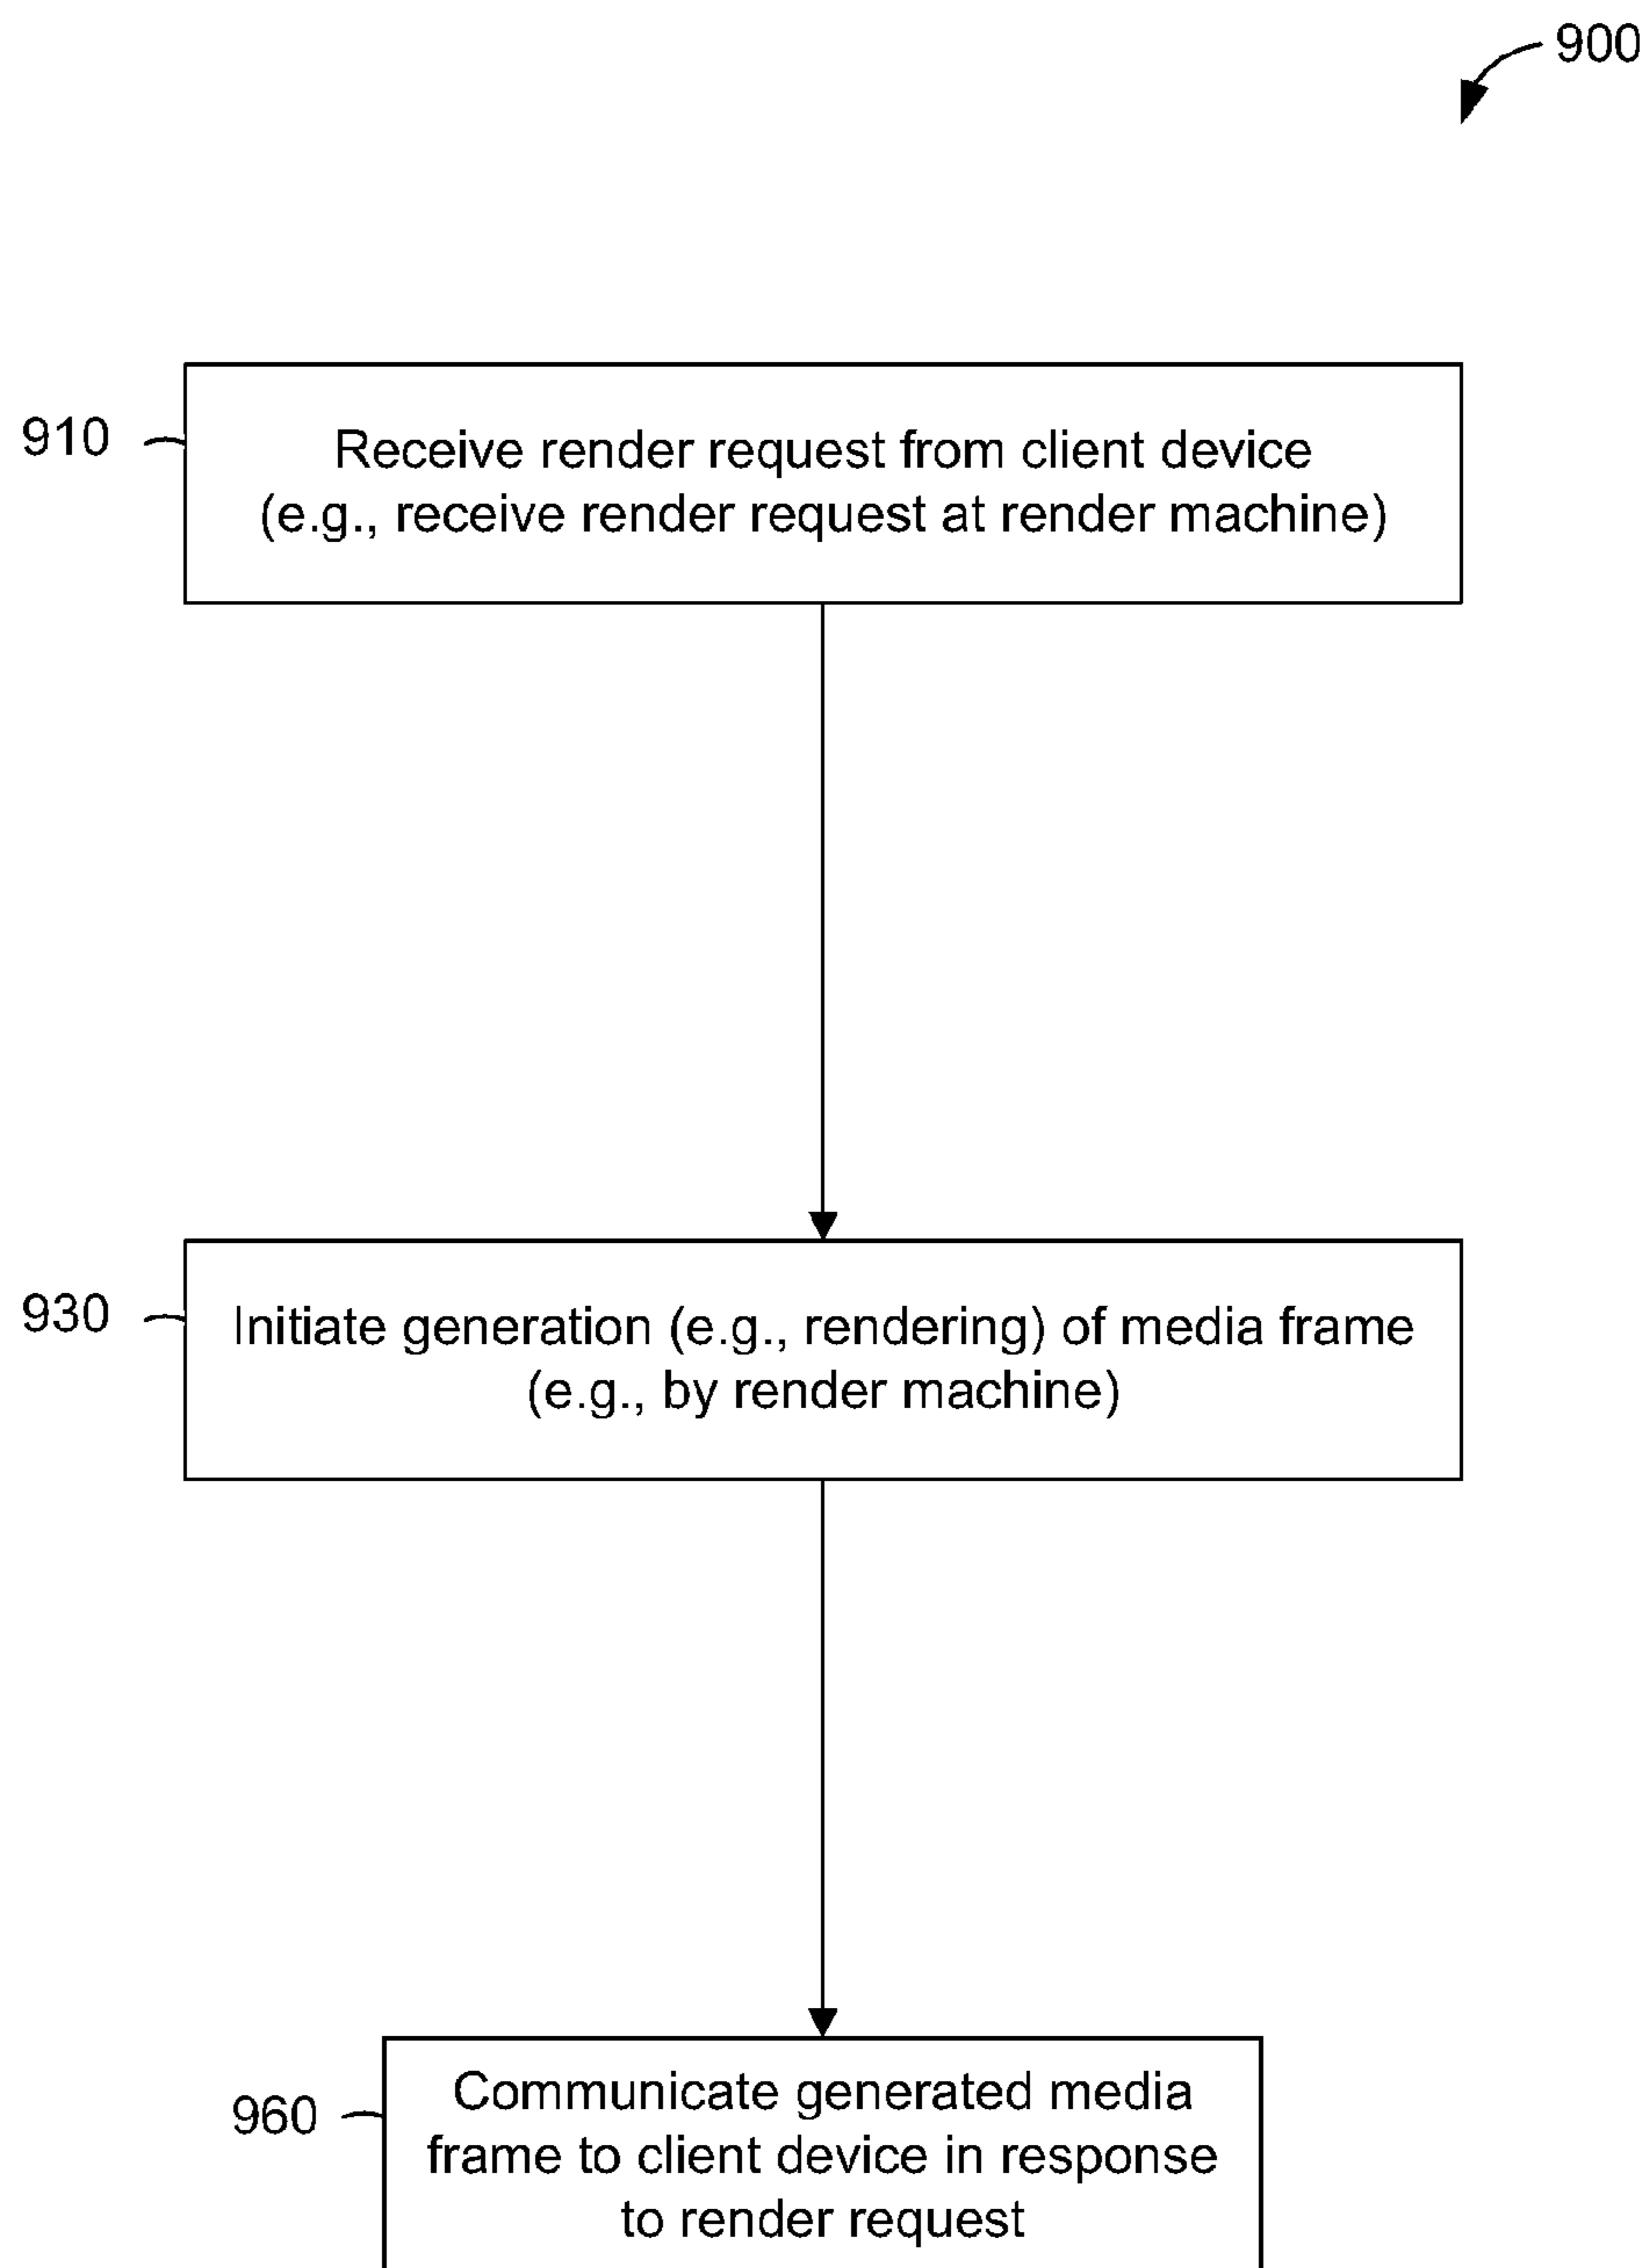 900
910
Receive render request from client device
(e.g., receive render request at render machine)
930
Initiate generation (e.g., rendering) of media frame
(e.g., by render machine)
960
Communicate generated media
frame to client device in response
to render request